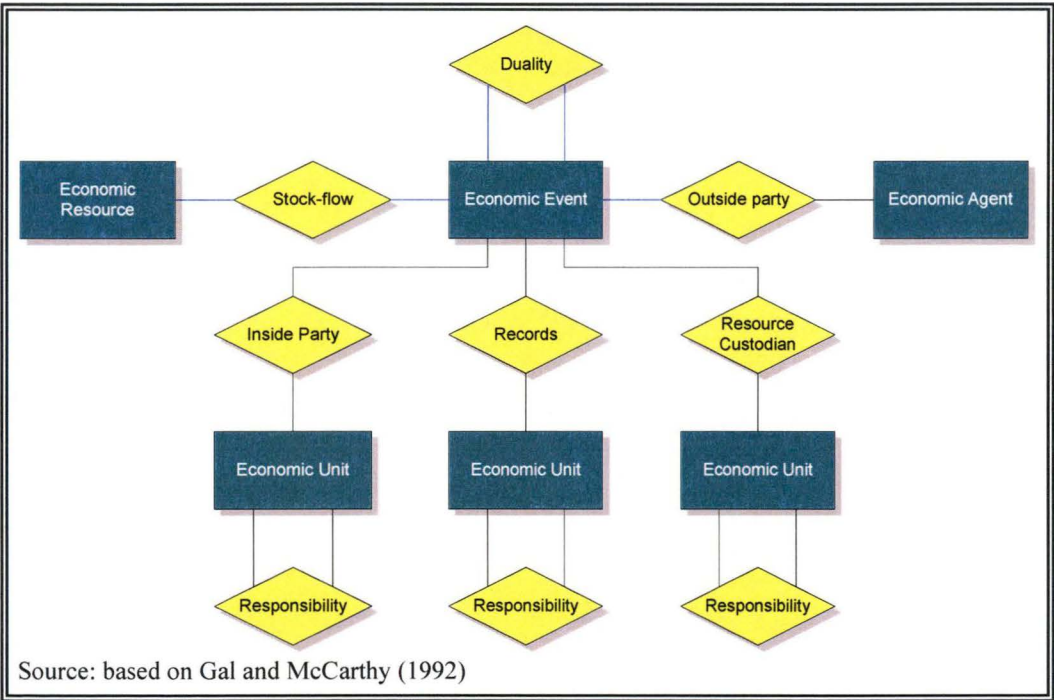 Duality
Economic
Resource
Stock-flow
Economic Event
Outside party
Economic Agent
Inside Party
Records
Resource
Custodian
Economic Unit
Economic Unit
Economic Unit
Responsibility
Responsibility
Responsibility
Source: based on Gal and McCarthy (1992)